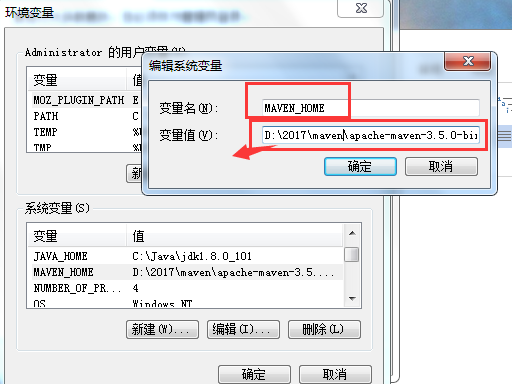 环境变量
Administrator 的用户变量(U)
变量 值
MOZ_PLUGIN_PATH E
PATH C
TEMP %U
TMP %U
新
编辑系统变量
变量名(N): MAVEN_HOME
变量值(V): D:\2017\maven\apache-maven-3.5.0-bin
确定 取消
系统变量(S)
变量 值
JAVA_HOME C:\Java\jdk1.8.0_101
MAVEN_HOME D:\2017\maven\apache-maven-3.5....
NUMBER_OF_PR... 4
OS Windows_NT
新建(W)... 编辑(I)... 删除(L)
确定 取消